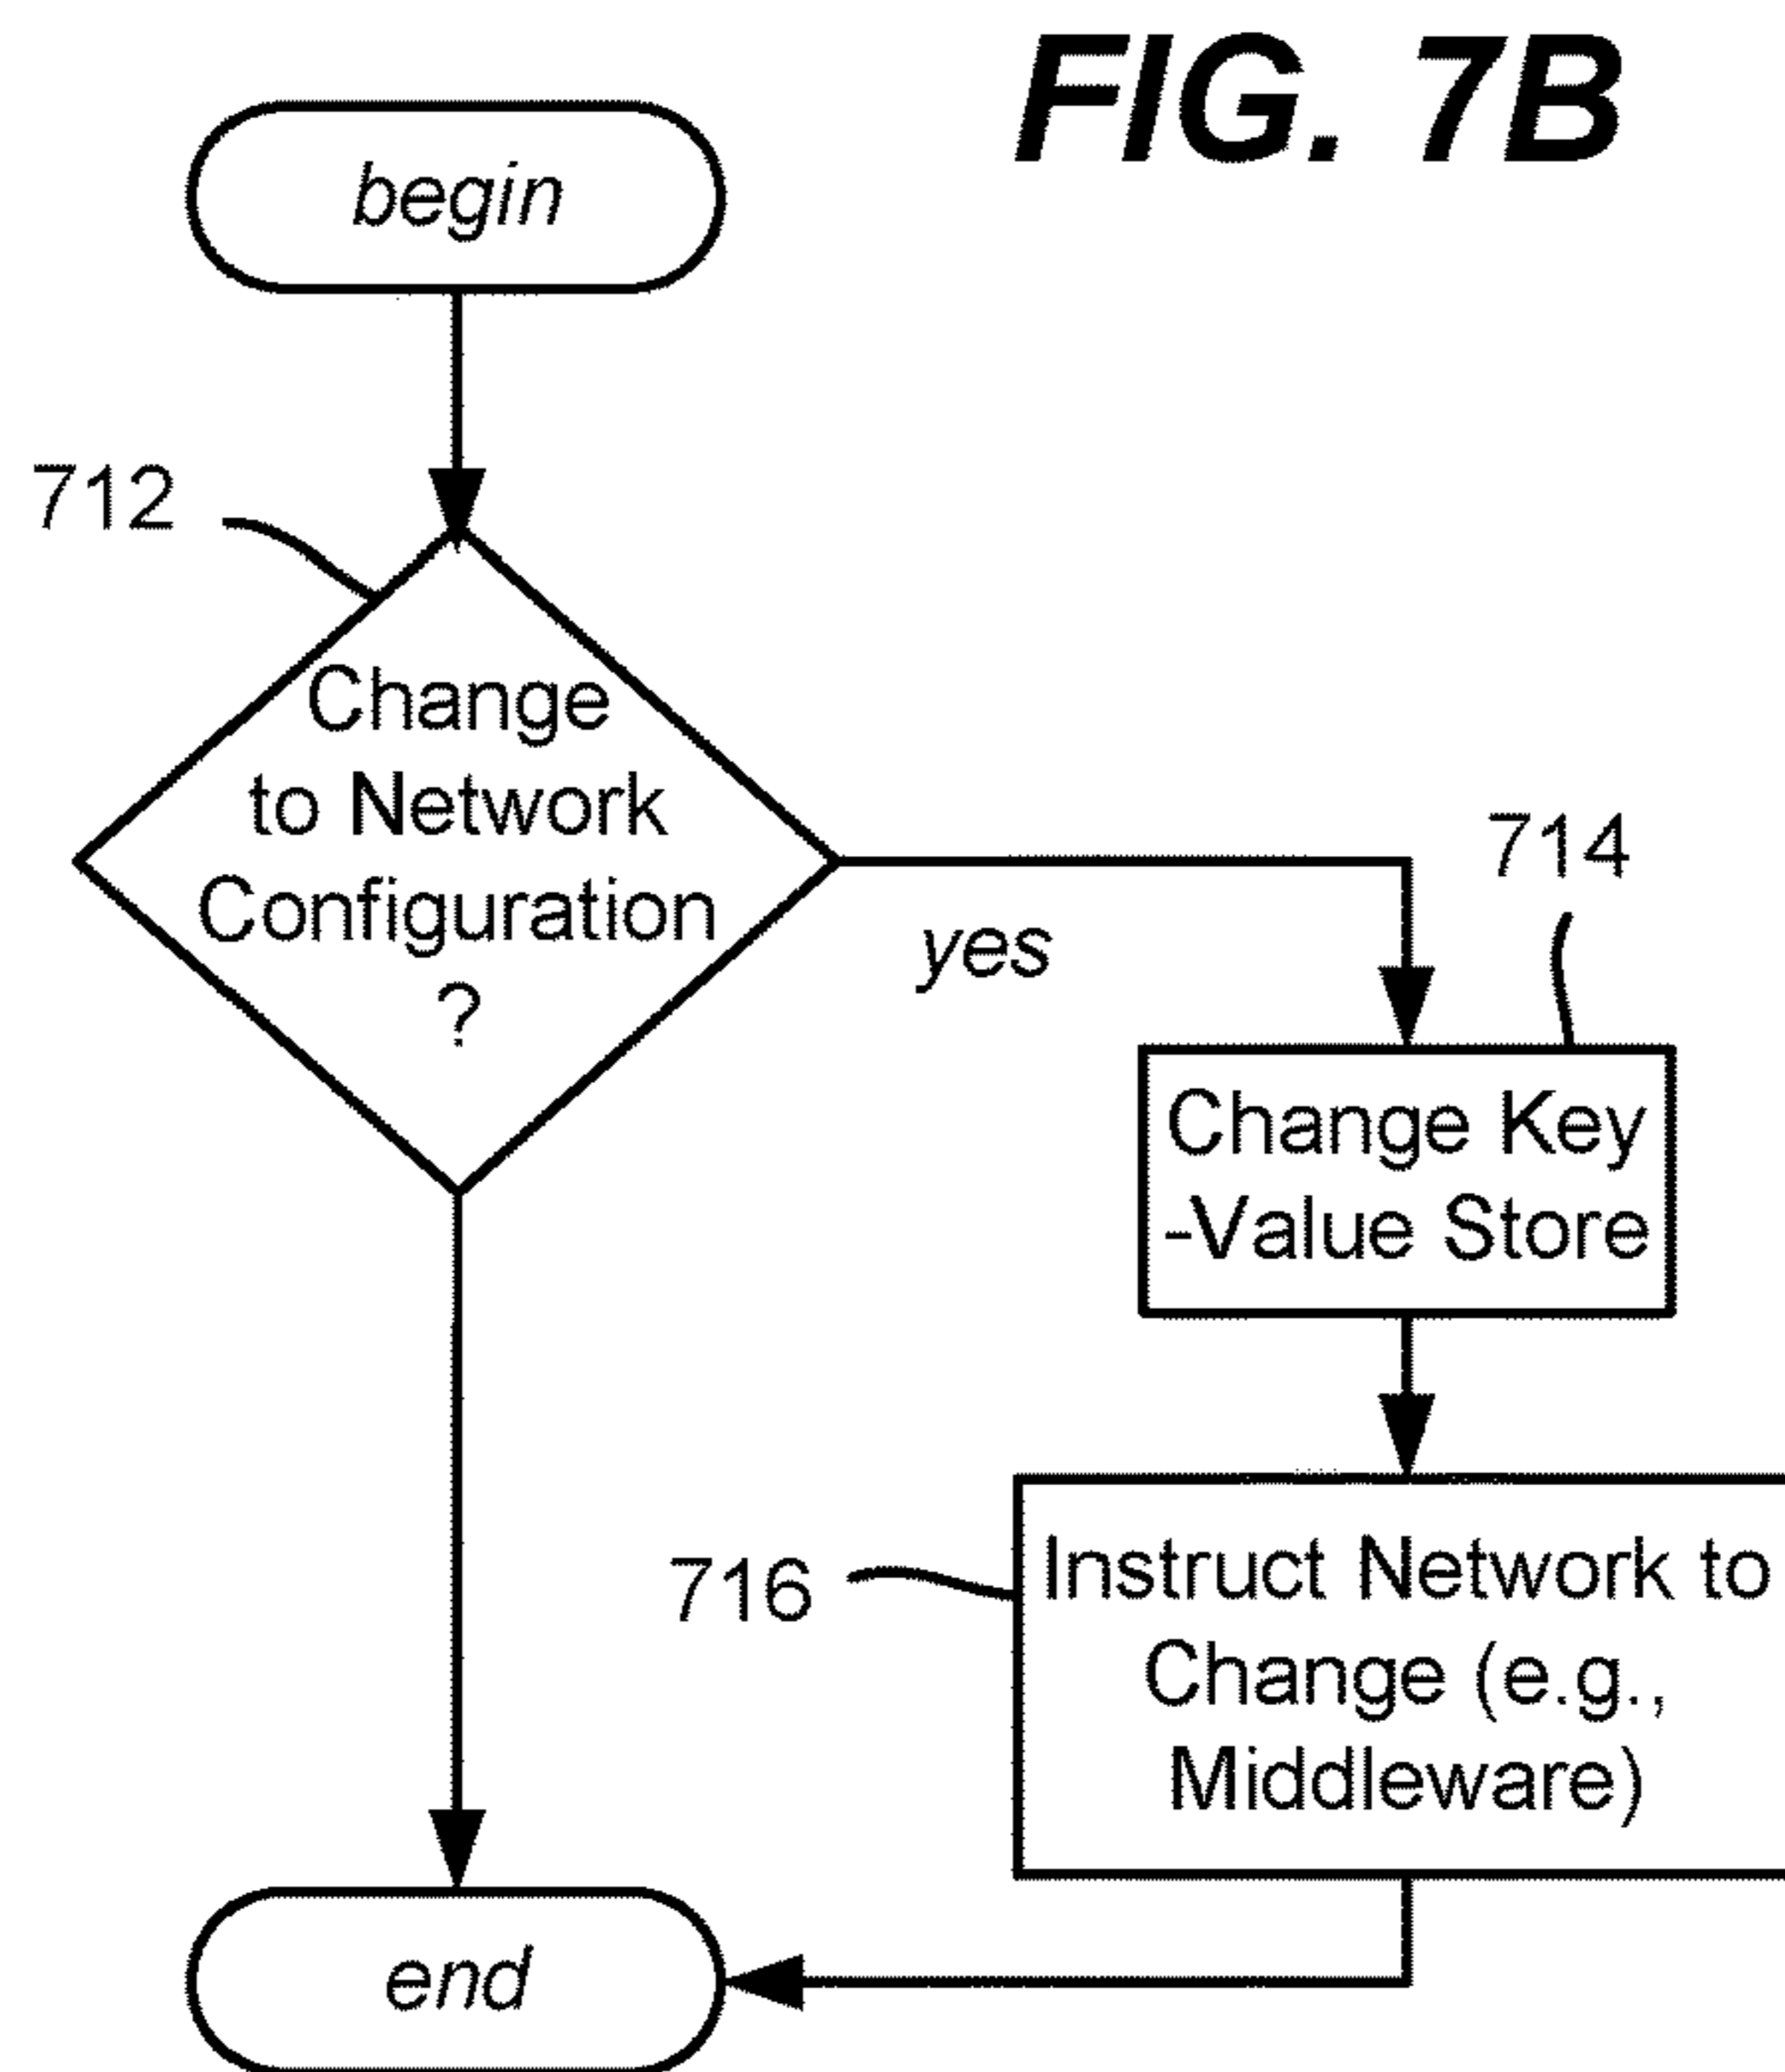 FIG. 7B
begin
712
Change
to Network
Configuration
?
yes
714
Change Key
-Value Store
716
Instruct Network to
Change (e.g.,
Middleware)
end